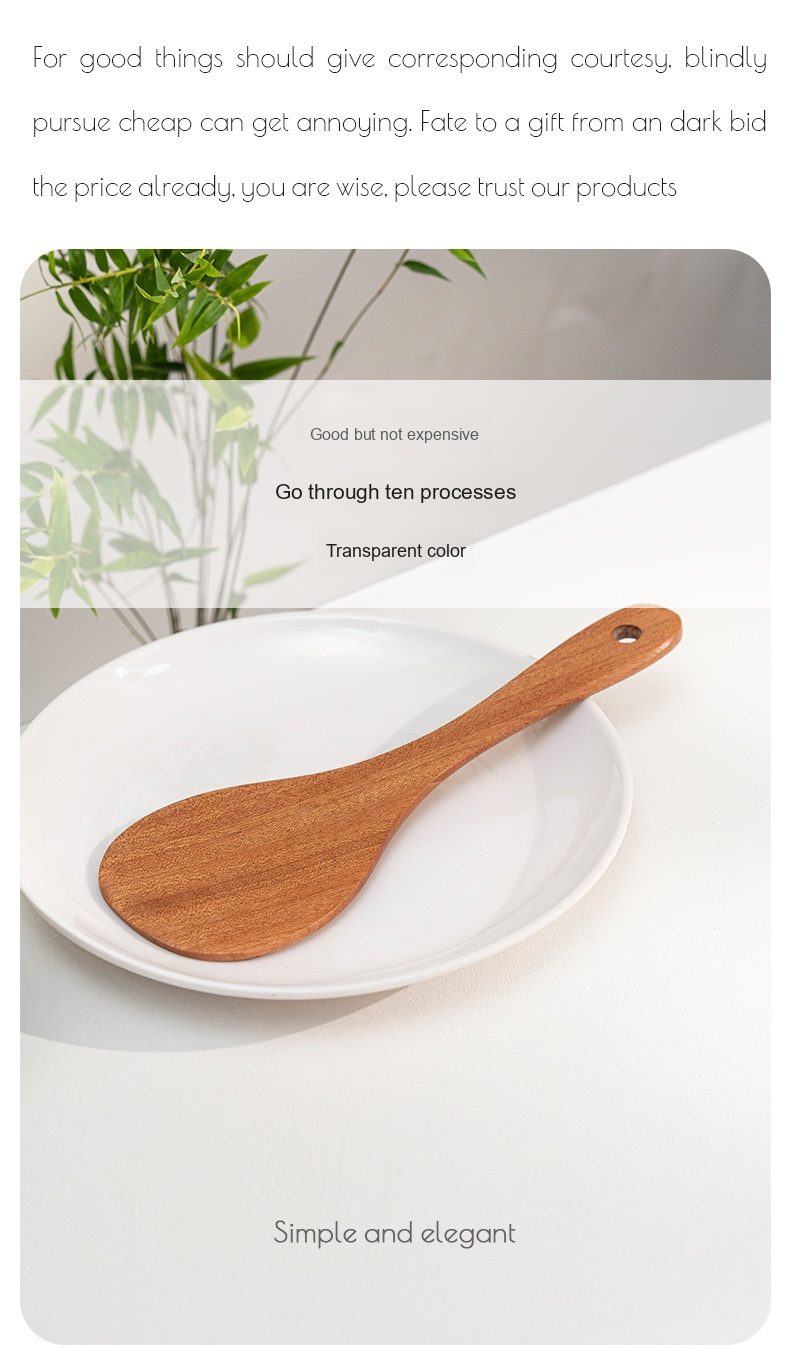 For good things should give corresponding courtesy, blindly
pursue cheap can get annoying. Fate to a gift from an dark bid
the price already, you are wise, please trust our products
Good but not expensive
Go through ten processes
Transparent color
Simple and elegant